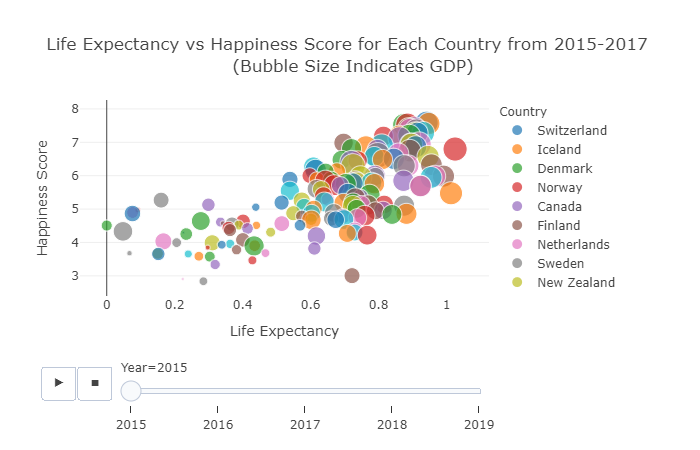 Life Expectancy vs Happiness Score for Each Country from 2015-2017
(Bubble Size Indicates GDP)
Happiness Score
8
7
6
5
4
3
0
0.2
0.4
0.6
0.8
1
Life Expectancy
Country
Switzerland
Iceland
Denmark
Norway
Canada
Finland
Netherlands
Sweden
New Zealand
Year=2015
2015
2016
2017
2018
2019